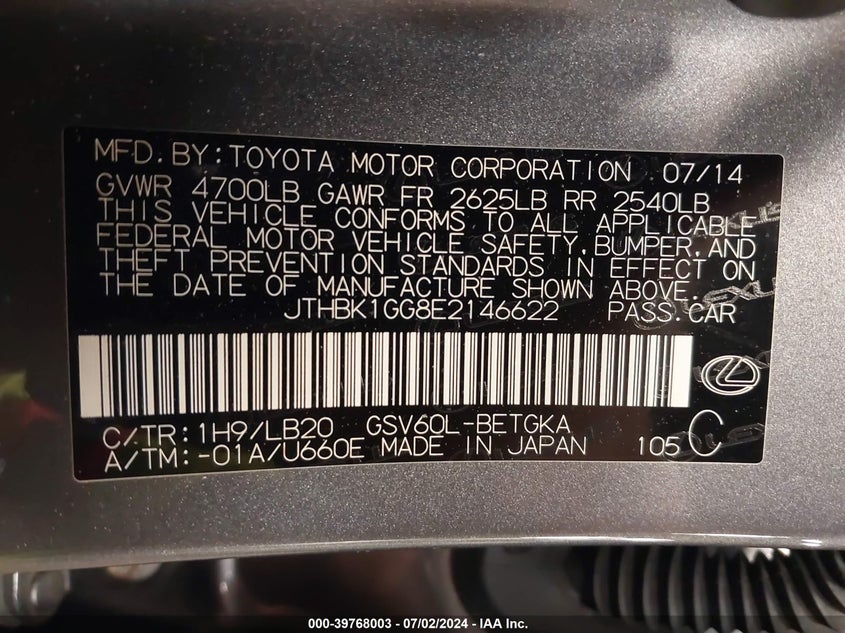 MFD. BY: TOYOTA MOTOR CORPORATION 07/14
GVWR 4700LB GAWR FR 2625LB RR 2540LB
THIS VEHICLE CONFORMS TO ALL APPLICABLE
FEDERAL MOTOR VEHICLE SAFETY, BUMPER, AND
THEFT PREVENTION STANDARDS IN EFFECT ON
THE DATE OF MANUFACTURE SHOWN ABOVE.
JTHBK1GG8E2146622 PASS. CAR
C/TR: 1H9/LB20 GSV60L-BETGKA
A/TM: -01A/U660E MADE IN JAPAN 105 C
000-39768003 - 07/02/2024 - IAA Inc.